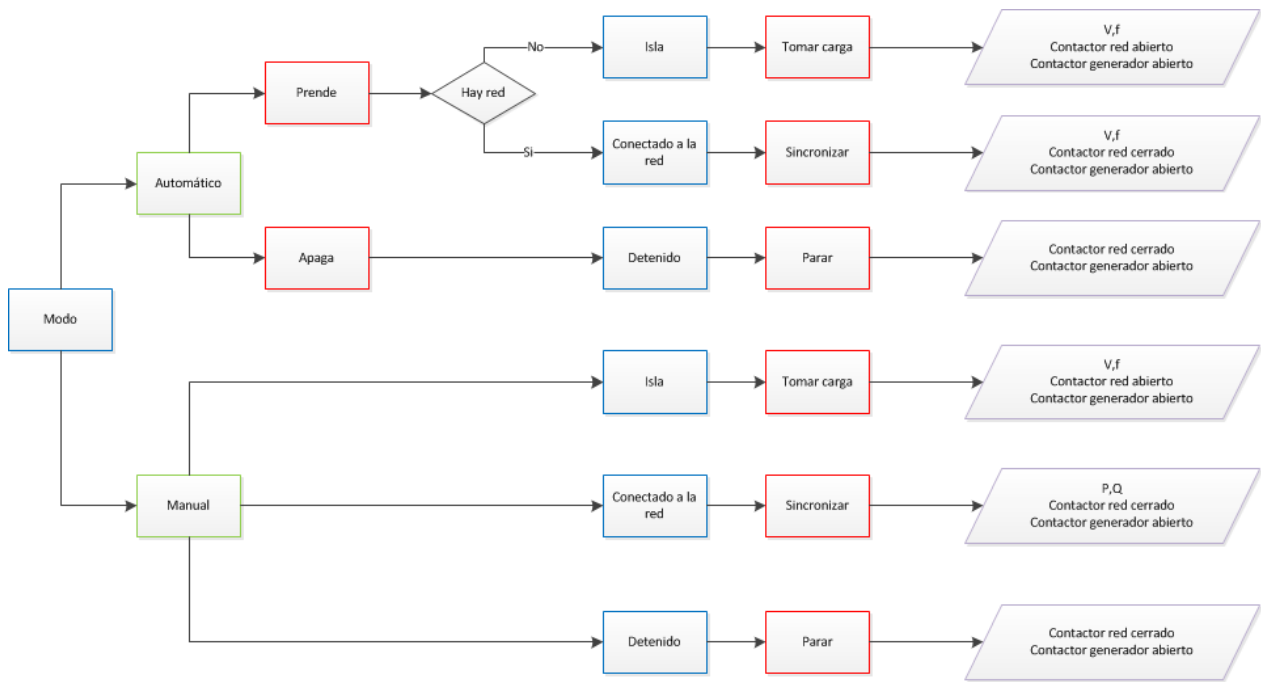 No
Isla
Tomar carga
V,f
Contactor red abierto
Contactor generador abierto
Prende
Hay red
Si
Conectado a la
red
Sincronizar
V,f
Contactor red cerrado
Contactor generador abierto
Automático
Apaga
Detenido
Parar
Contactor red cerrado
Contactor generador abierto
Modo
Isla
Tomar carga
V,f
Contactor red abierto
Contactor generador abierto
Manual
Conectado a la
red
Sincronizar
P,Q
Contactor red cerrado
Contactor generador abierto
Detenido
Parar
Contactor red cerrado
Contactor generador abierto